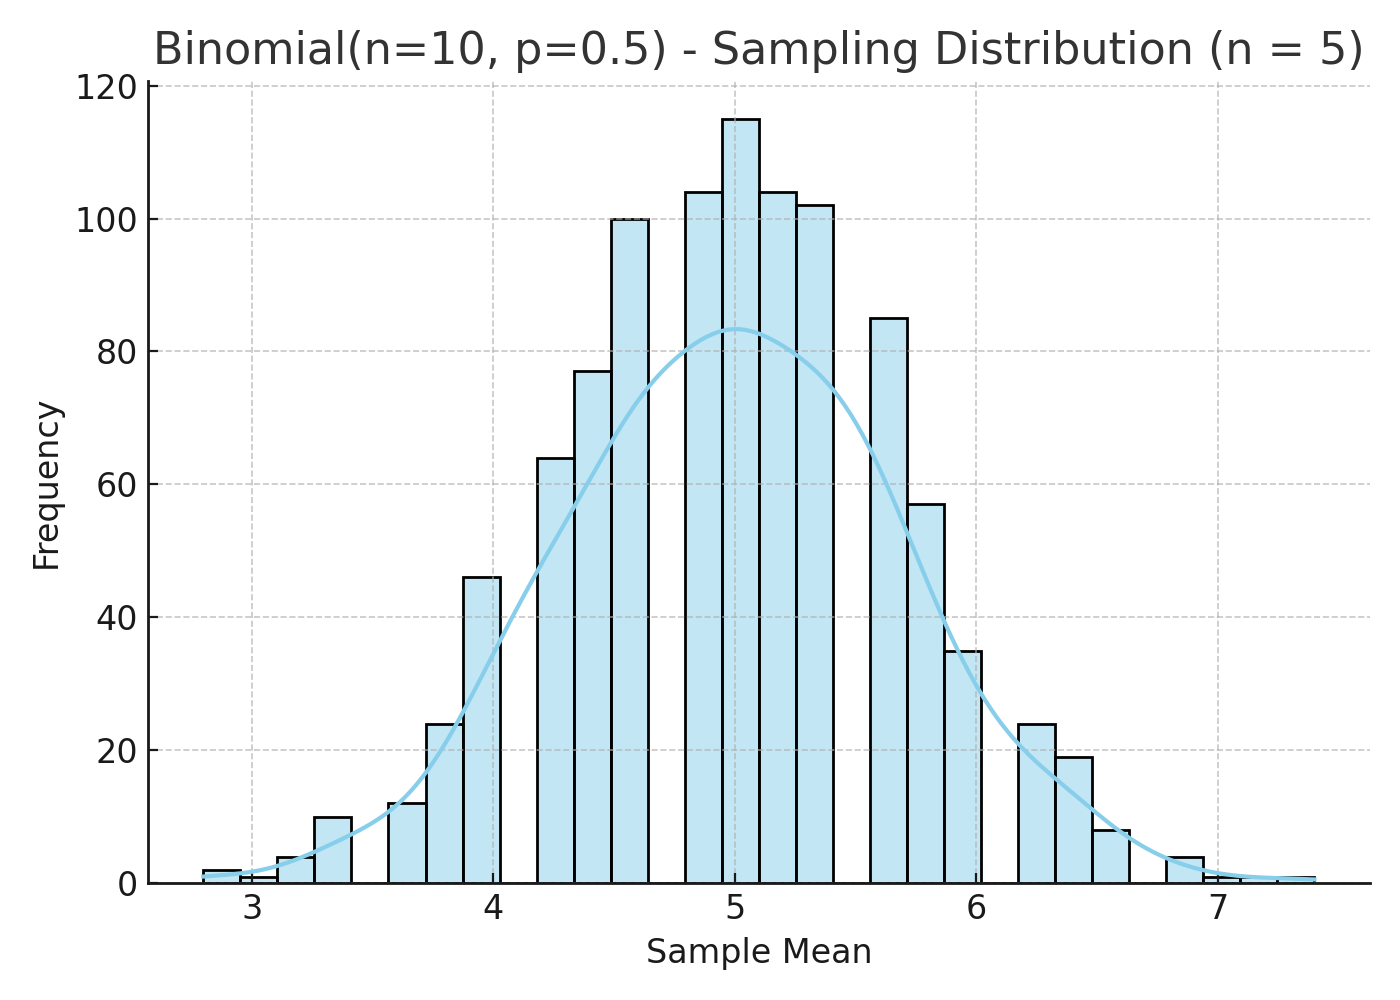 Binomial(n=10, p=0.5) - Sampling Distribution (n = 5)
120
100
80
60
40
20
0
Frequency
3 4 5 6 7
Sample Mean